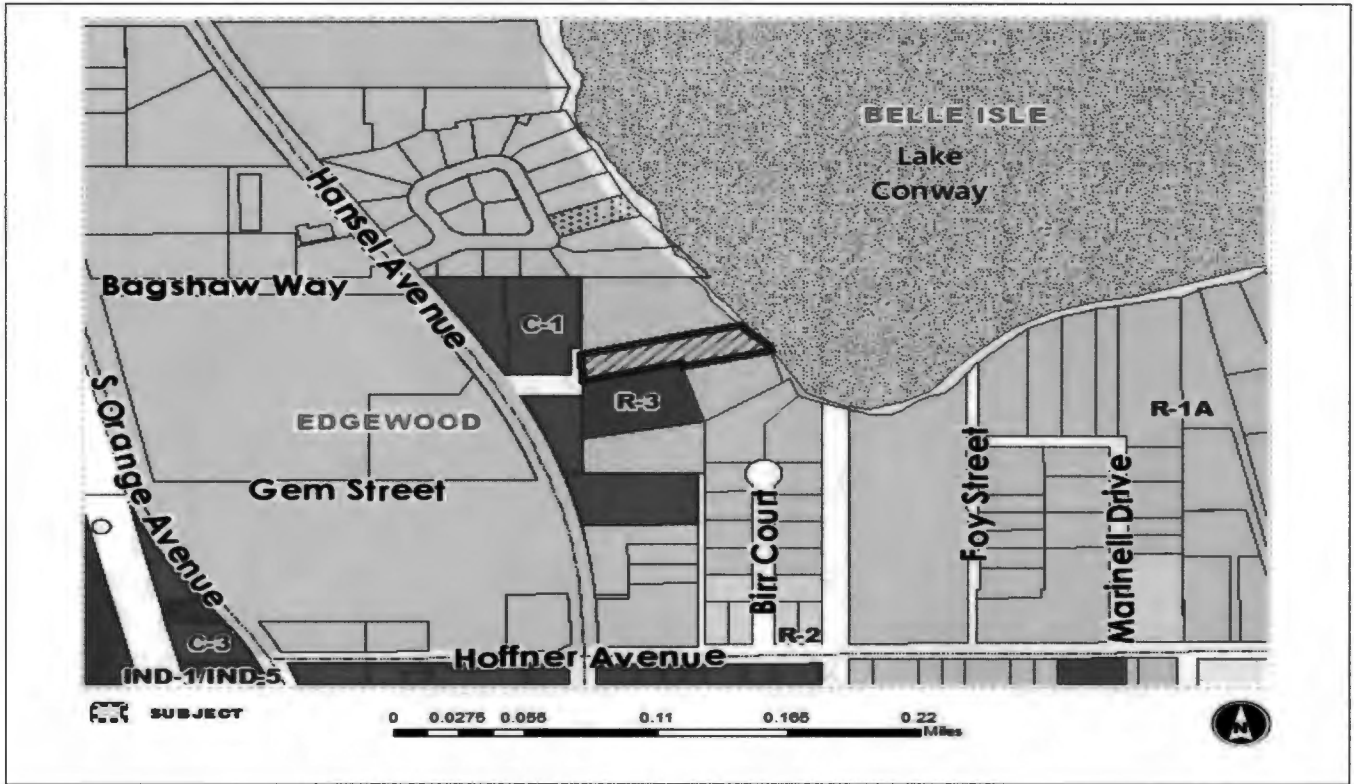 BELLE ISLE
Lake
Conway
Hansel Avenue
Bagshaw Way
C-1
S Orange Avenue
EDGEWOOD
R-3
R-1A
Gem Street
Birr Court
Foy Street
Marinell Drive
R-2
C-3
Hoffner Avenue
IND-1/IND-5
SUBJECT
0 0.0275 0.055 0.11 0.165 0.22
Miles
N